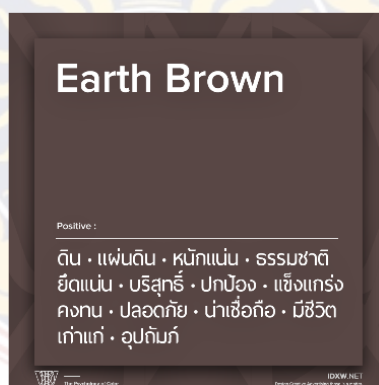 Earth Brown
Positive :
ดิน • แผ่นดิน • หนักแน่น • ธรรมชาติ
ยึดแน่น • บริสุทธิ์ • ปกป้อง • แข็งแกร่ง
คงทน • ปลอดภัย • น่าเชื่อถือ • มีชีวิต
เก่าแก่ • อุปถัมภ์
The Psychology of Color
IDXW.NET